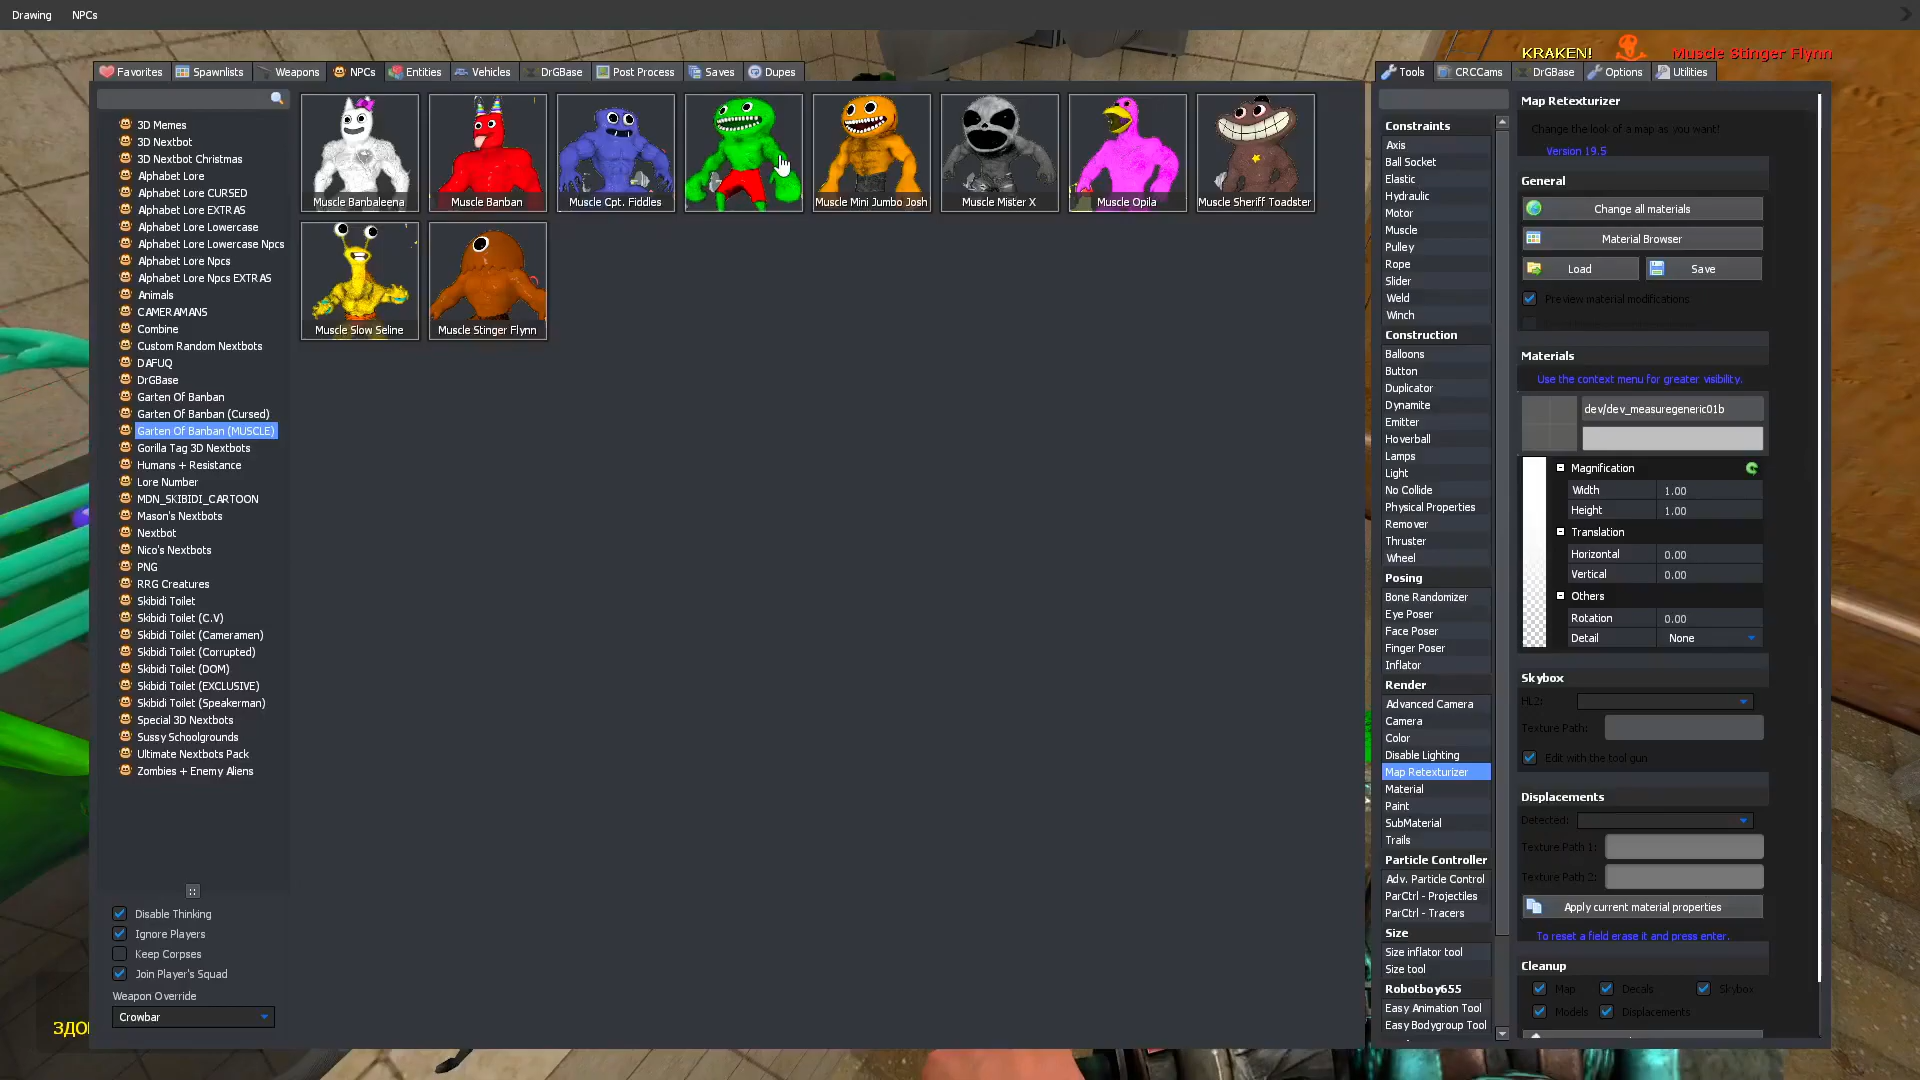 Drawing NPCs
KRAKEN! Muscle Stinger Flynn
Favorites Spawnlists Weapons NPCs Entities Vehicles DrGBase Post Process Saves Dupes
3D Memes
3D Nextbot
3D Nextbot Christmas
Alphabet Lore
Alphabet Lore CURSED
Alphabet Lore EXTRAS
Alphabet Lore Lowercase
Alphabet Lore Lowercase Npcs
Alphabet Lore Npcs
Alphabet Lore Npcs EXTRAS
Animals
CAMERAMANS
Combine
Custom Random Nextbots
DAFUQ
DrGBase
Garten Of Banban
Garten Of Banban (Cursed)
Garten Of Banban (MUSCLE)
Gorilla Tag 3D Nextbots
Humans + Resistance
Lore Number
MDN_SKIBIDI_CARTOON
Mason's Nextbots
Nextbot
Nico's Nextbots
PNG
RRG Creatures
Skibidi Toilet
Skibidi Toilet (C.V)
Skibidi Toilet (Cameramen)
Skibidi Toilet (Corrupted)
Skibidi Toilet (DOM)
Skibidi Toilet (EXCLUSIVE)
Skibidi Toilet (Speakerman)
Special 3D Nextbots
Sussy Schoolgrounds
Ultimate Nextbots Pack
Zombies + Enemy Aliens
Disable Thinking
Ignore Players
Keep Corpses
Join Player's Squad
Weapon Override
Crowbar
Muscle Banbaleena Muscle Banban Muscle Cpt. Fiddles Muscle Mini Jumbo Josh Muscle Mister X Muscle Opila Muscle Sheriff Toadster
Muscle Slow Seline Muscle Stinger Flynn
Tools CRCCams DrGBase Options Utilities
Constraints
Axis
Ball Socket
Elastic
Hydraulic
Motor
Muscle
Pulley
Rope
Slider
Weld
Winch
Construction
Balloons
Button
Duplicator
Dynamite
Emitter
Hoverball
Lamps
Light
No Collide
Physical Properties
Remover
Thruster
Wheel
Posing
Bone Randomizer
Eye Poser
Face Poser
Finger Poser
Inflator
Render
Advanced Camera
Camera
Color
Disable Lighting
Map Retexturizer
Material
Paint
SubMaterial
Trails
Particle Controller
Adv. Particle Control
ParCtrl - Projectiles
ParCtrl - Tracers
Size
Size inflator tool
Size tool
Robotboy655
Easy Animation Tool
Easy Bodygroup Tool
Map Retexturizer
Change the look of a map as you want!
Version 19.5
General
Change all materials
Material Browser
Load Save
Preview material modifications
Materials
Use the context menu for greater visibility.
dev/dev_measuregeneric01b
Magnification
Width 1.00
Height 1.00
Translation
Horizontal 0.00
Vertical 0.00
Others
Rotation 0.00
Detail None
Skybox
HL2:
Texture Path:
Edit with the tool gun
Displacements
Detected:
Texture Path 1:
Texture Path 2:
Apply current material properties
To reset a field erase it and press enter.
Cleanup
Map Decals Skybox
Models Displacements